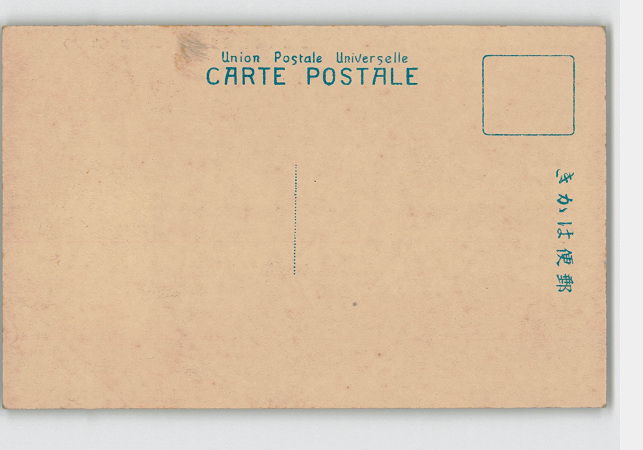 Union Postale Universelle
CARTE POSTALE
郵便はかき